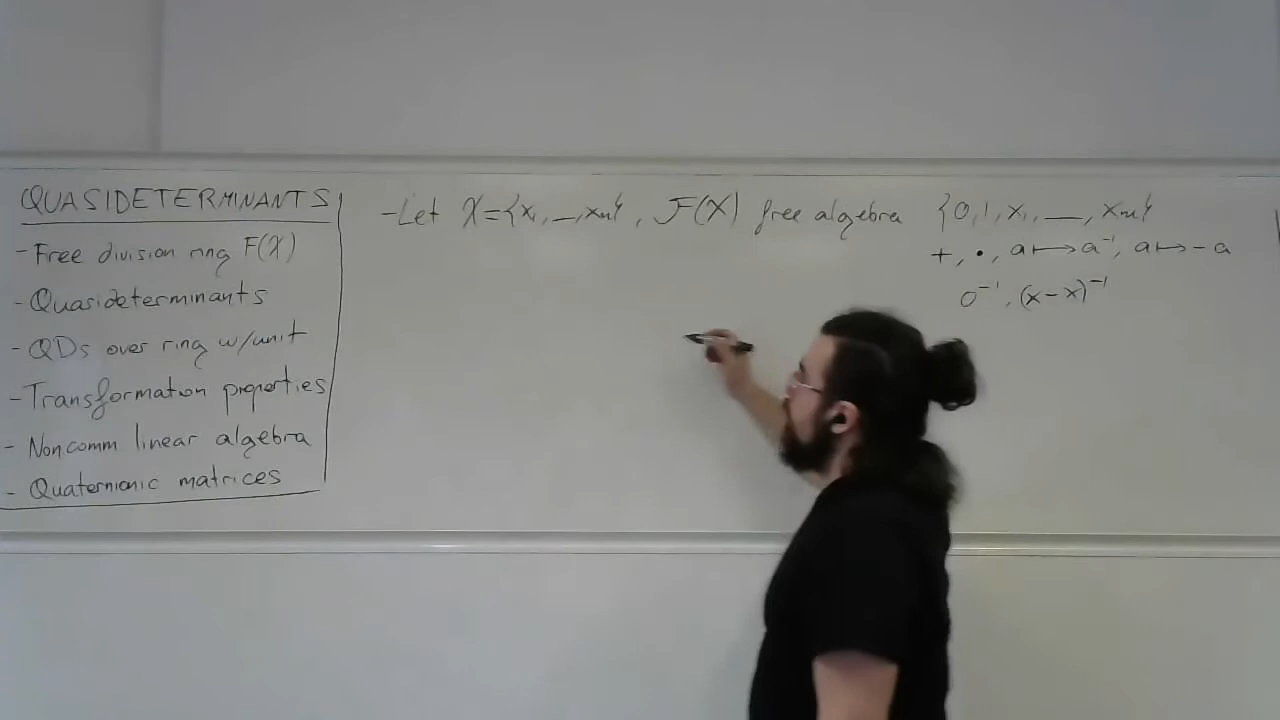 QUASIDETERMINANTS
- Free division ring F(X)
- Quasideterminants
- QDs over ring w/unit
- Transformation properties
- Noncomm linear algebra
- Quaternionic matrices
- Let X = {x₁, _, xₙ}, F(X) free algebra {0, 1, x₁, _, xₙ}
+, •, a ↦ a⁻¹, a ↦ -a
0⁻¹, (x-x)⁻¹